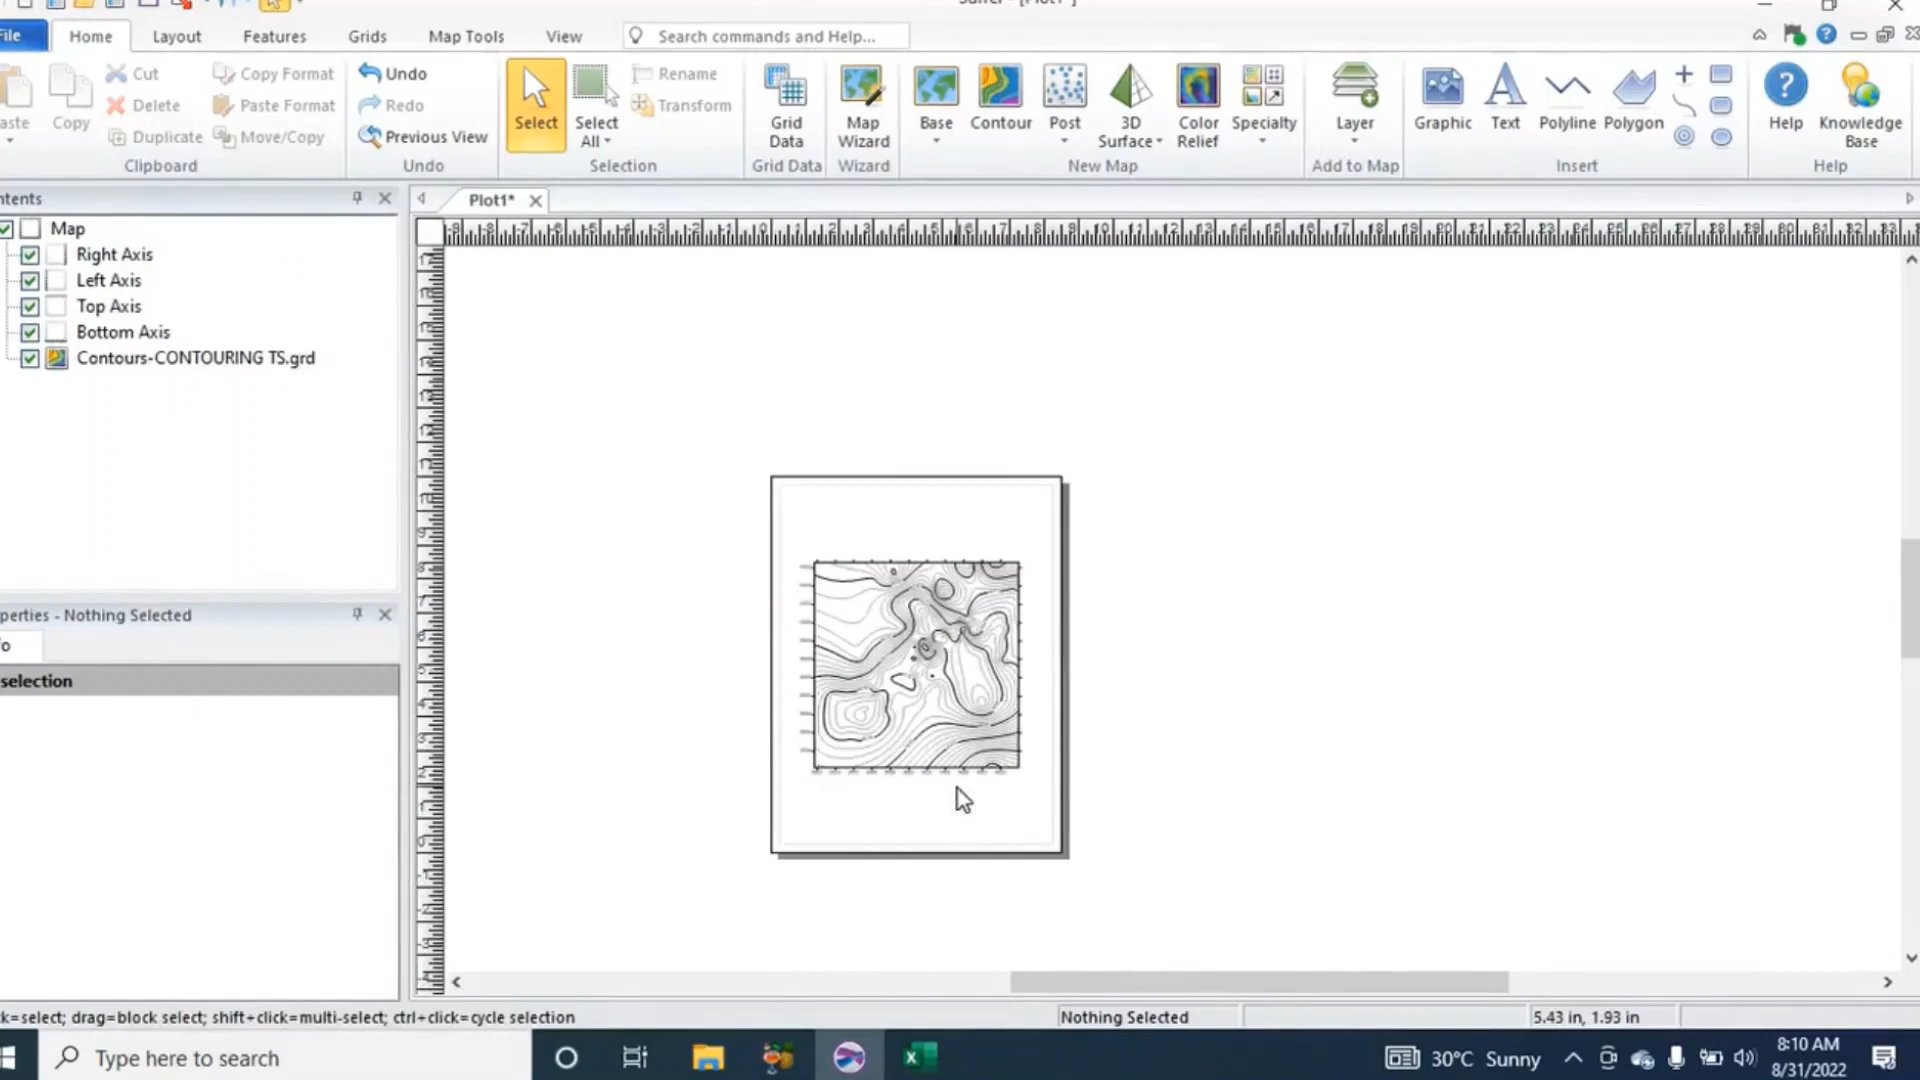 File Home Layout Features Grids Map Tools View Search commands and Help...
Cut Copy Format Undo Rename
Delete Paste Format Redo Transform
Copy Duplicate Move/Copy Previous View Select Select All Grid Data Map Wizard Base Contour Post 3D Surface Color Relief Specialty Layer Graphic Text Polyline Polygon Help Knowledge Base
Clipboard Undo Selection Grid Data Wizard New Map Add to Map Insert Help
ntents Plot1*
Map
Right Axis
Left Axis
Top Axis
Bottom Axis
Contours-CONTOURING TS.grd
perties - Nothing Selected
selection
k=select; drag=block select; shift+click=multi-select; ctrl+click=cycle selection Nothing Selected 5.43 in, 1.93 in
Type here to search 30°C Sunny 8:10 AM
8/31/2022